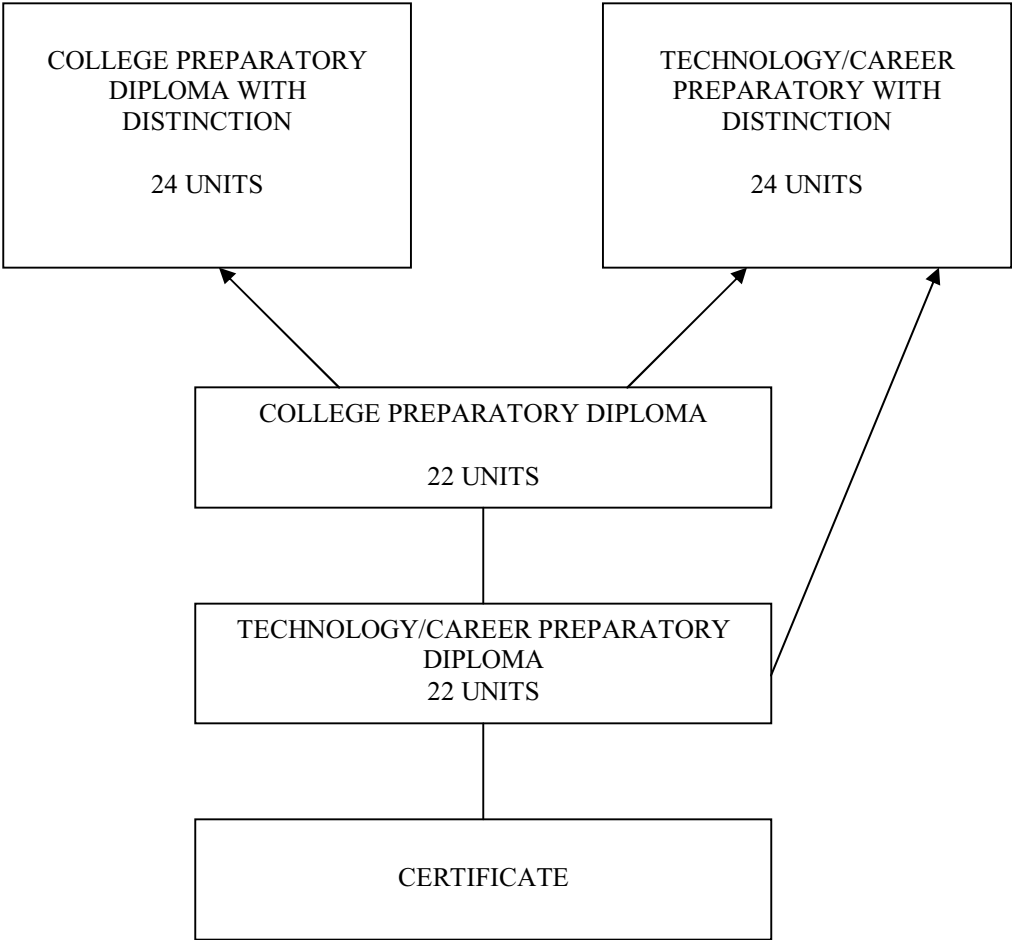 COLLEGE PREPARATORY
DIPLOMA WITH
DISTINCTION
24 UNITS
TECHNOLOGY/CAREER
PREPARATORY WITH
DISTINCTION
24 UNITS
COLLEGE PREPARATORY DIPLOMA
22 UNITS
TECHNOLOGY/CAREER PREPARATORY
DIPLOMA
22 UNITS
CERTIFICATE